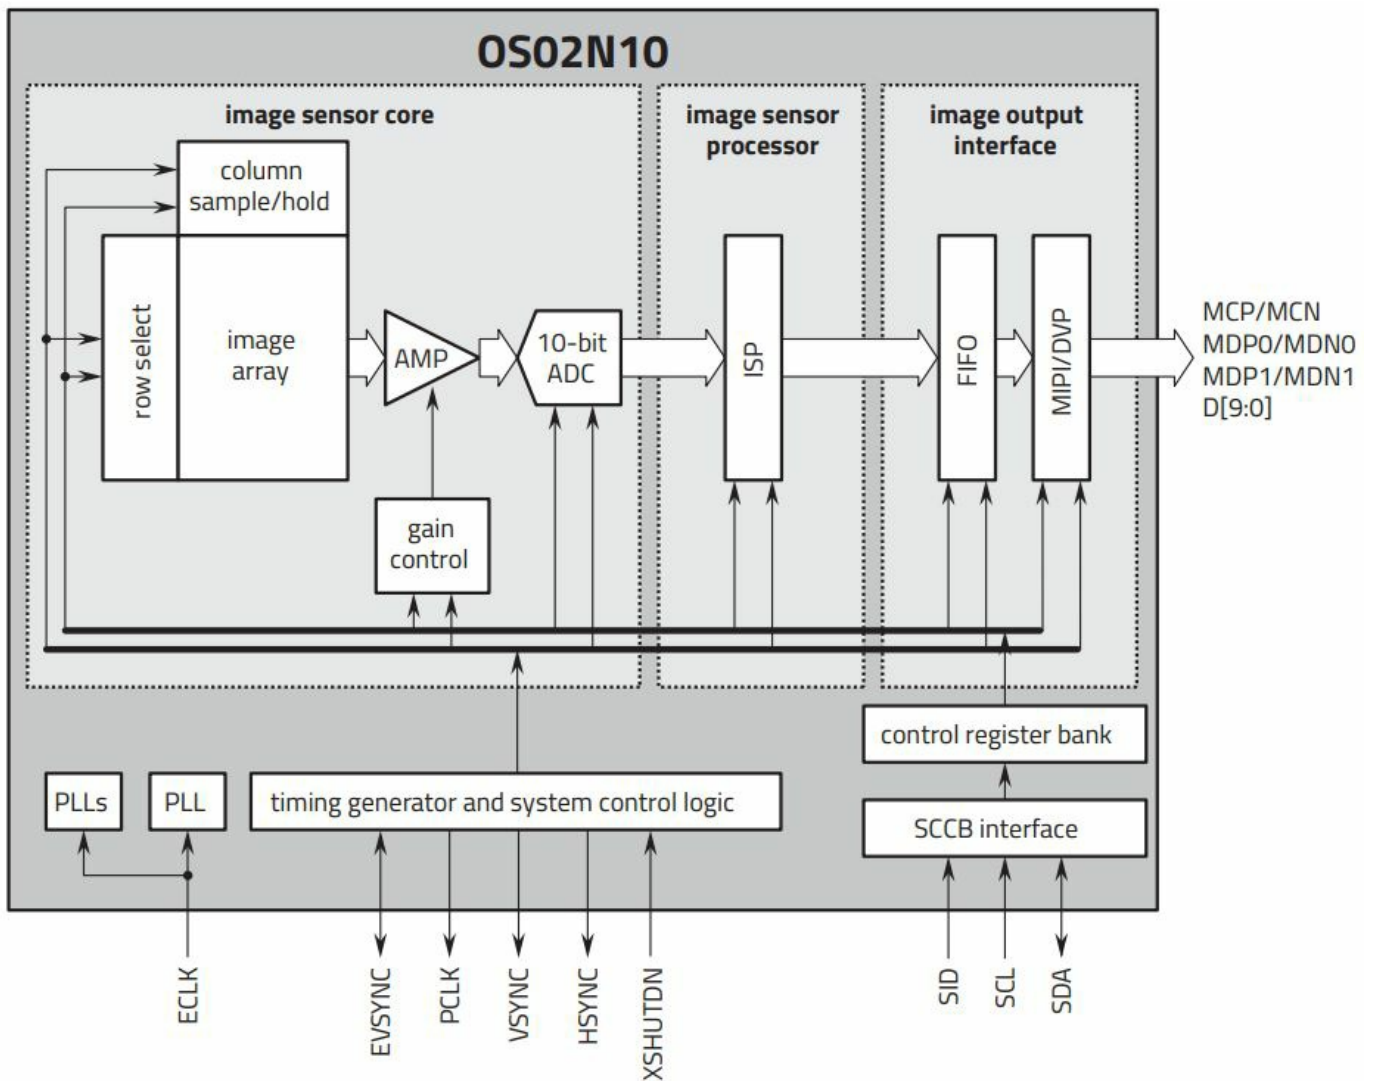 OS02N10
image sensor core
image sensor
processor
image output
interface
column
sample/hold
row select
image
array
AMP
10-bit
ADC
ISP
FIFO
MIPI/DVP
MCP/MCN
MDP0/MDN0
MDP1/MDN1
D[9:0]
gain
control
control register bank
PLLs
PLL
timing generator and system control logic
SCCB interface
ECLK
EVSYNC
PCLK
VSYNC
HSYNC
XSHUTDN
SID
SCL
SDA